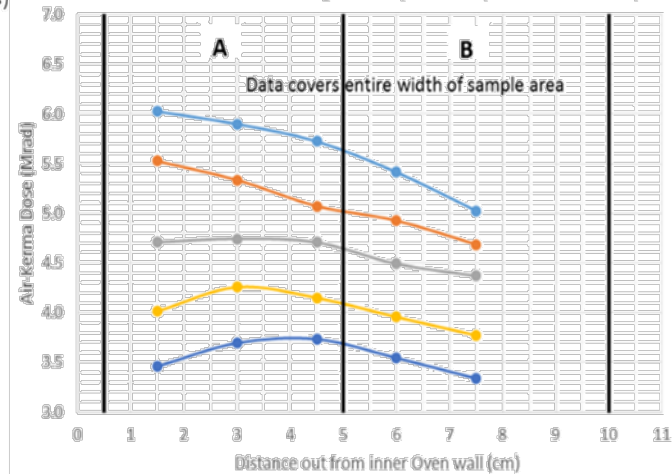 7.0
A
B
6.5
Data covers entire width of sample area
6.0
5.5
5.0
4.5
4.0
3.5
3.0
Air-Kerma Dose (Mrad)
0 1 2 3 4 5 6 7 8 9 10 11
Distance out from inner Oven wall (cm)